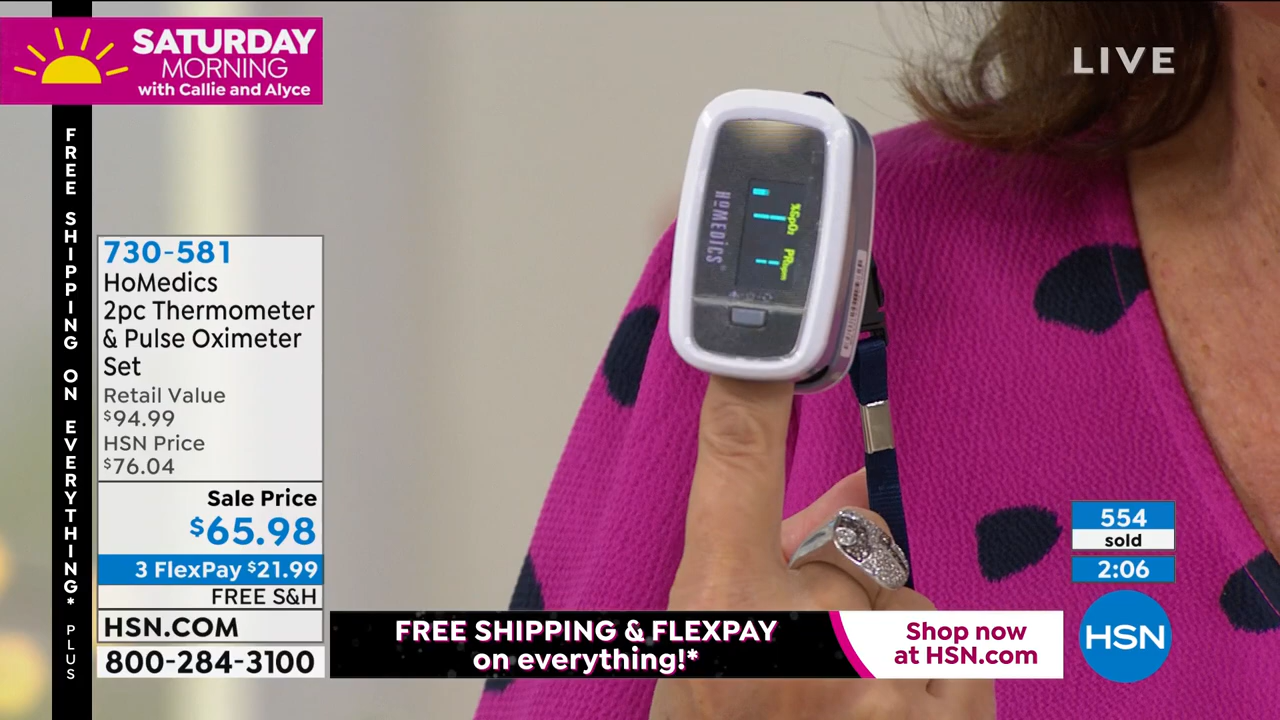 SATURDAY
MORNING
with Callie and Alyce
LIVE
FREE SHIPPING ON EVERYTHING!* PLUS
730-581
HoMedics
2pc Thermometer
& Pulse Oximeter
Set
Retail Value
$94.99
HSN Price
$76.04
Sale Price
$65.98
3 FlexPay $21.99
FREE S&H
HSN.COM
800-284-3100
HOMEDICS
%SpO2
PRbpm
554
sold
2:06
HSN
FREE SHIPPING & FLEXPAY
on everything!*
Shop now
at HSN.com